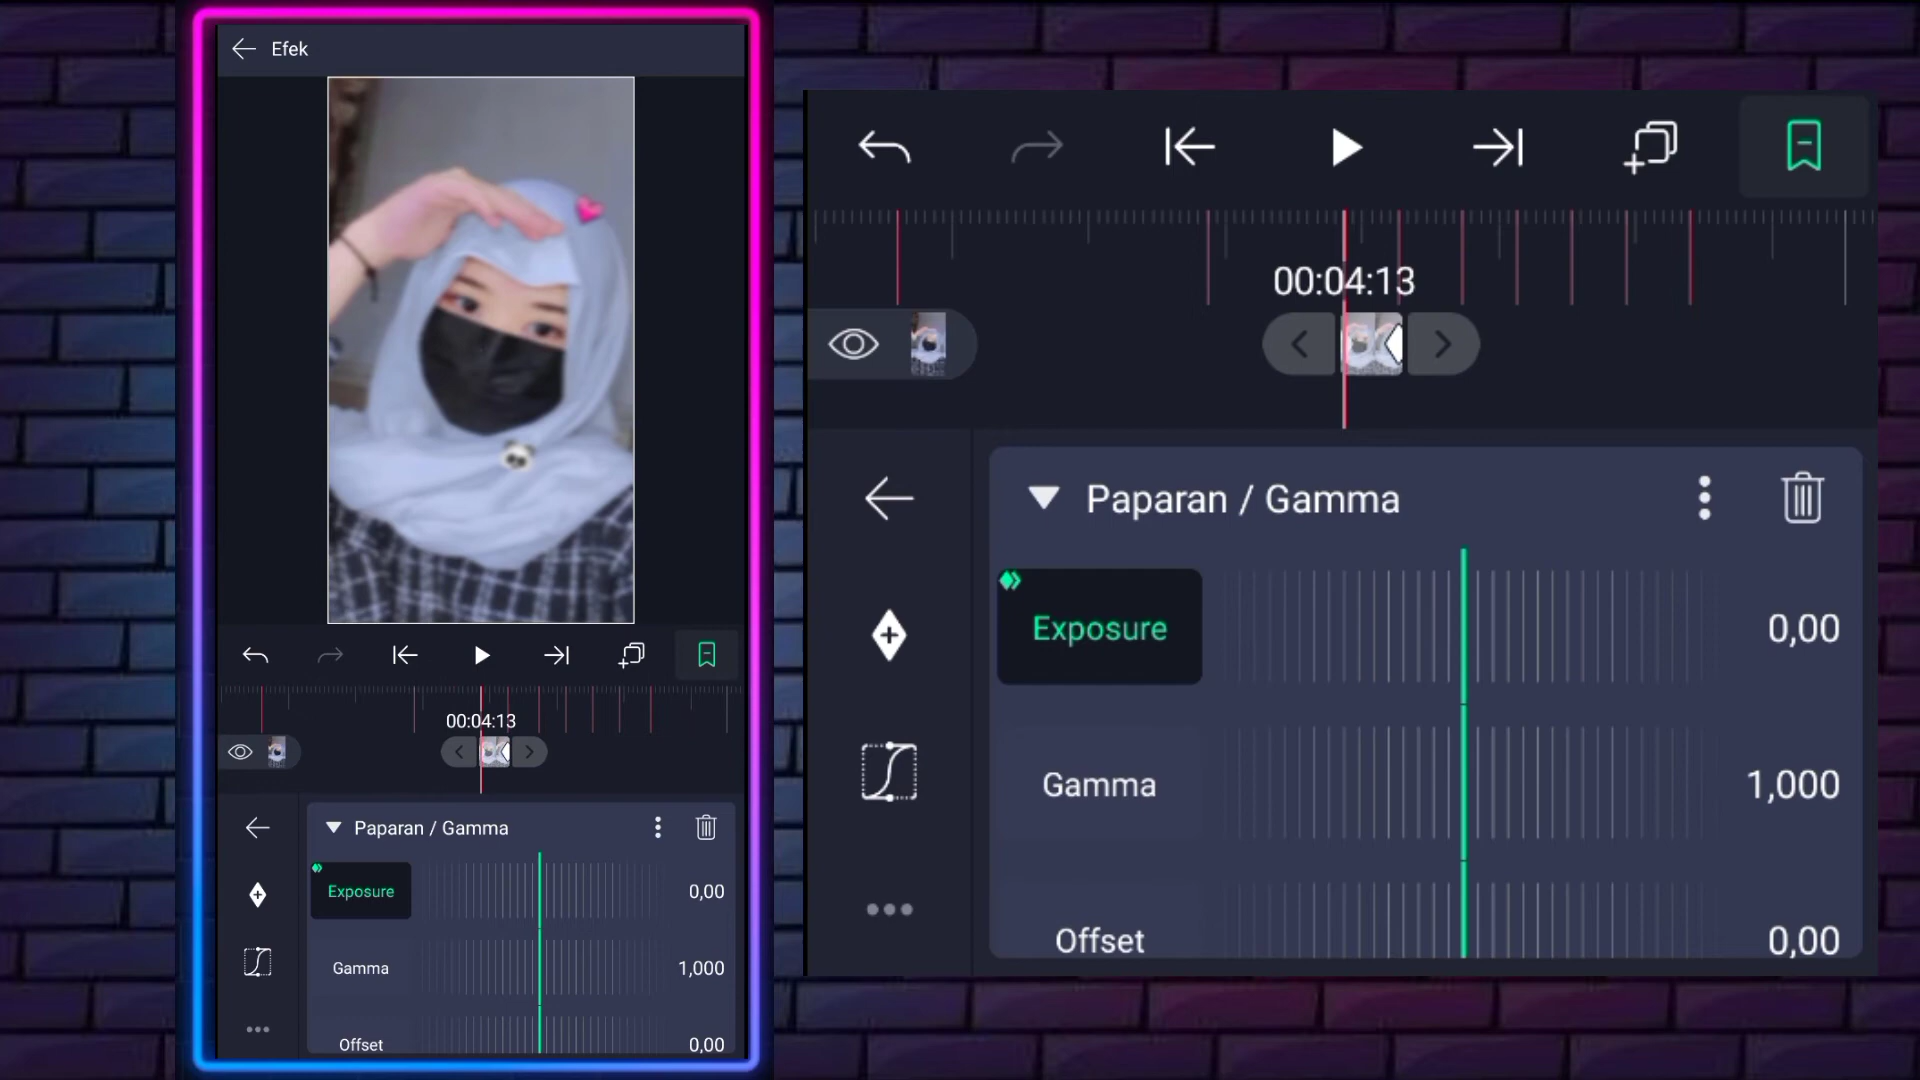 Efek
00:04:13
Paparan / Gamma
Exposure 0,00
Gamma 1,000
Offset 0,00
00:04:13
Paparan / Gamma
Exposure 0,00
Gamma 1,000
Offset 0,00